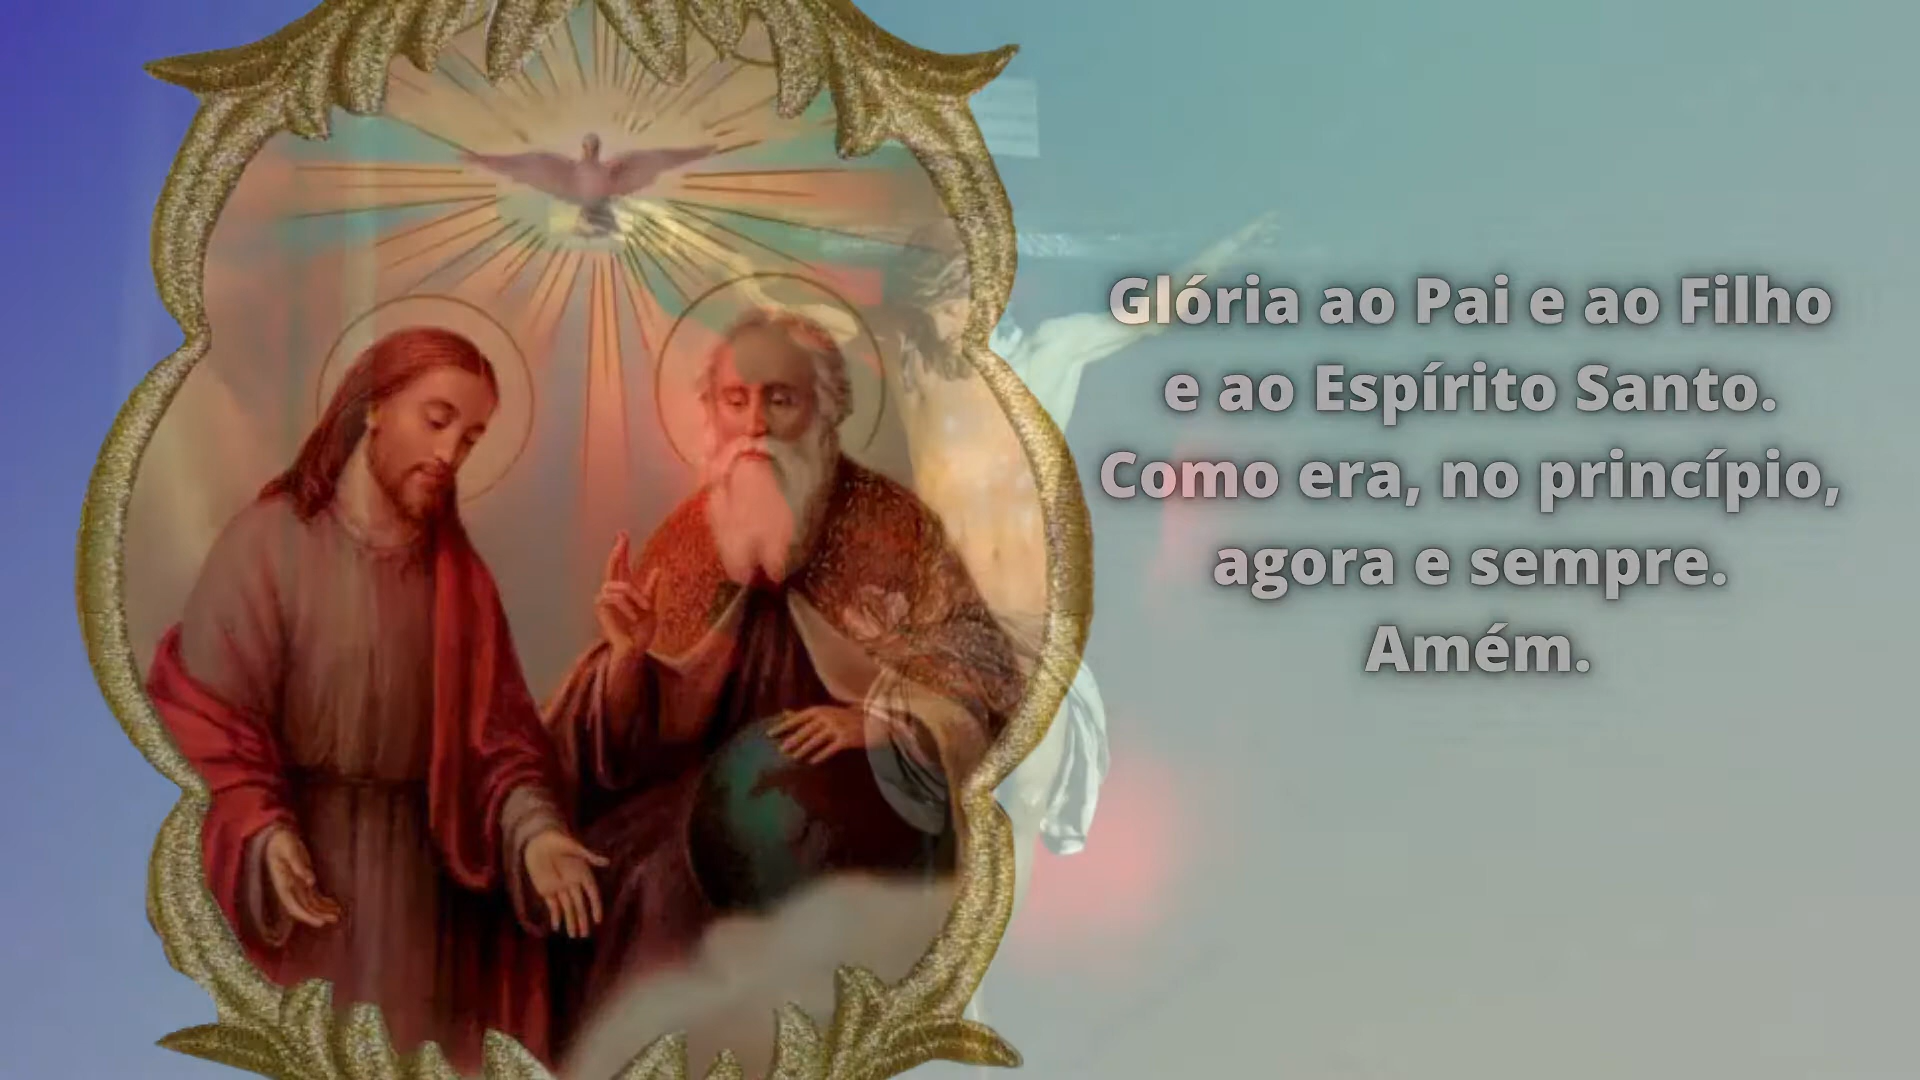 Glória ao Pai e ao Filho
e ao Espírito Santo.
Como era, no princípio,
agora e sempre.
Amém.